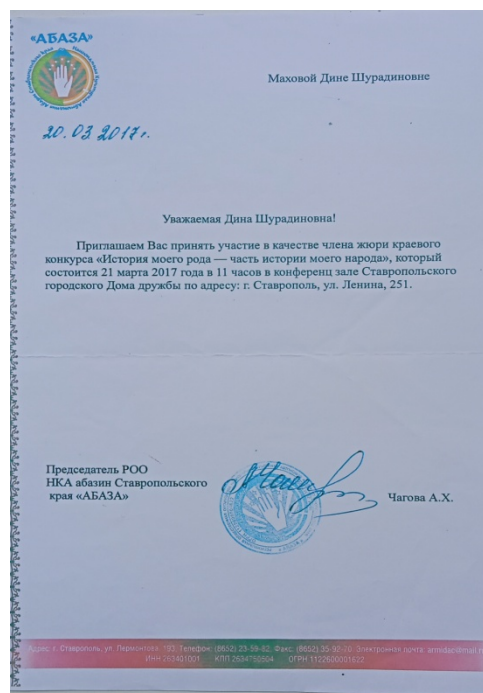 «АБАЗА»
Маховой Дине Шурадиновне
20.03.2017г.
Уважаемая Дина Шурадиновна!
Приглашаем Вас принять участие в качестве члена жюри краевого
конкурса «История моего рода — часть истории моего народа», который
состоится 21 марта 2017 года в 11 часов в конференц зале Ставропольского
городского Дома дружбы по адресу: г. Ставрополь, ул. Ленина, 251.
Председатель РОО
НКА абазин Ставропольского
края «АБАЗА»
Чагова А.Х.
Адрес: г. Ставрополь, ул. Лермонтова, 193, Телефон: (8652) 23-59-82, Факс: (8652) 35-92-70, Электронная почта:
ИНН 263401001 КПП 2634750504 ОГРН 1122600001622